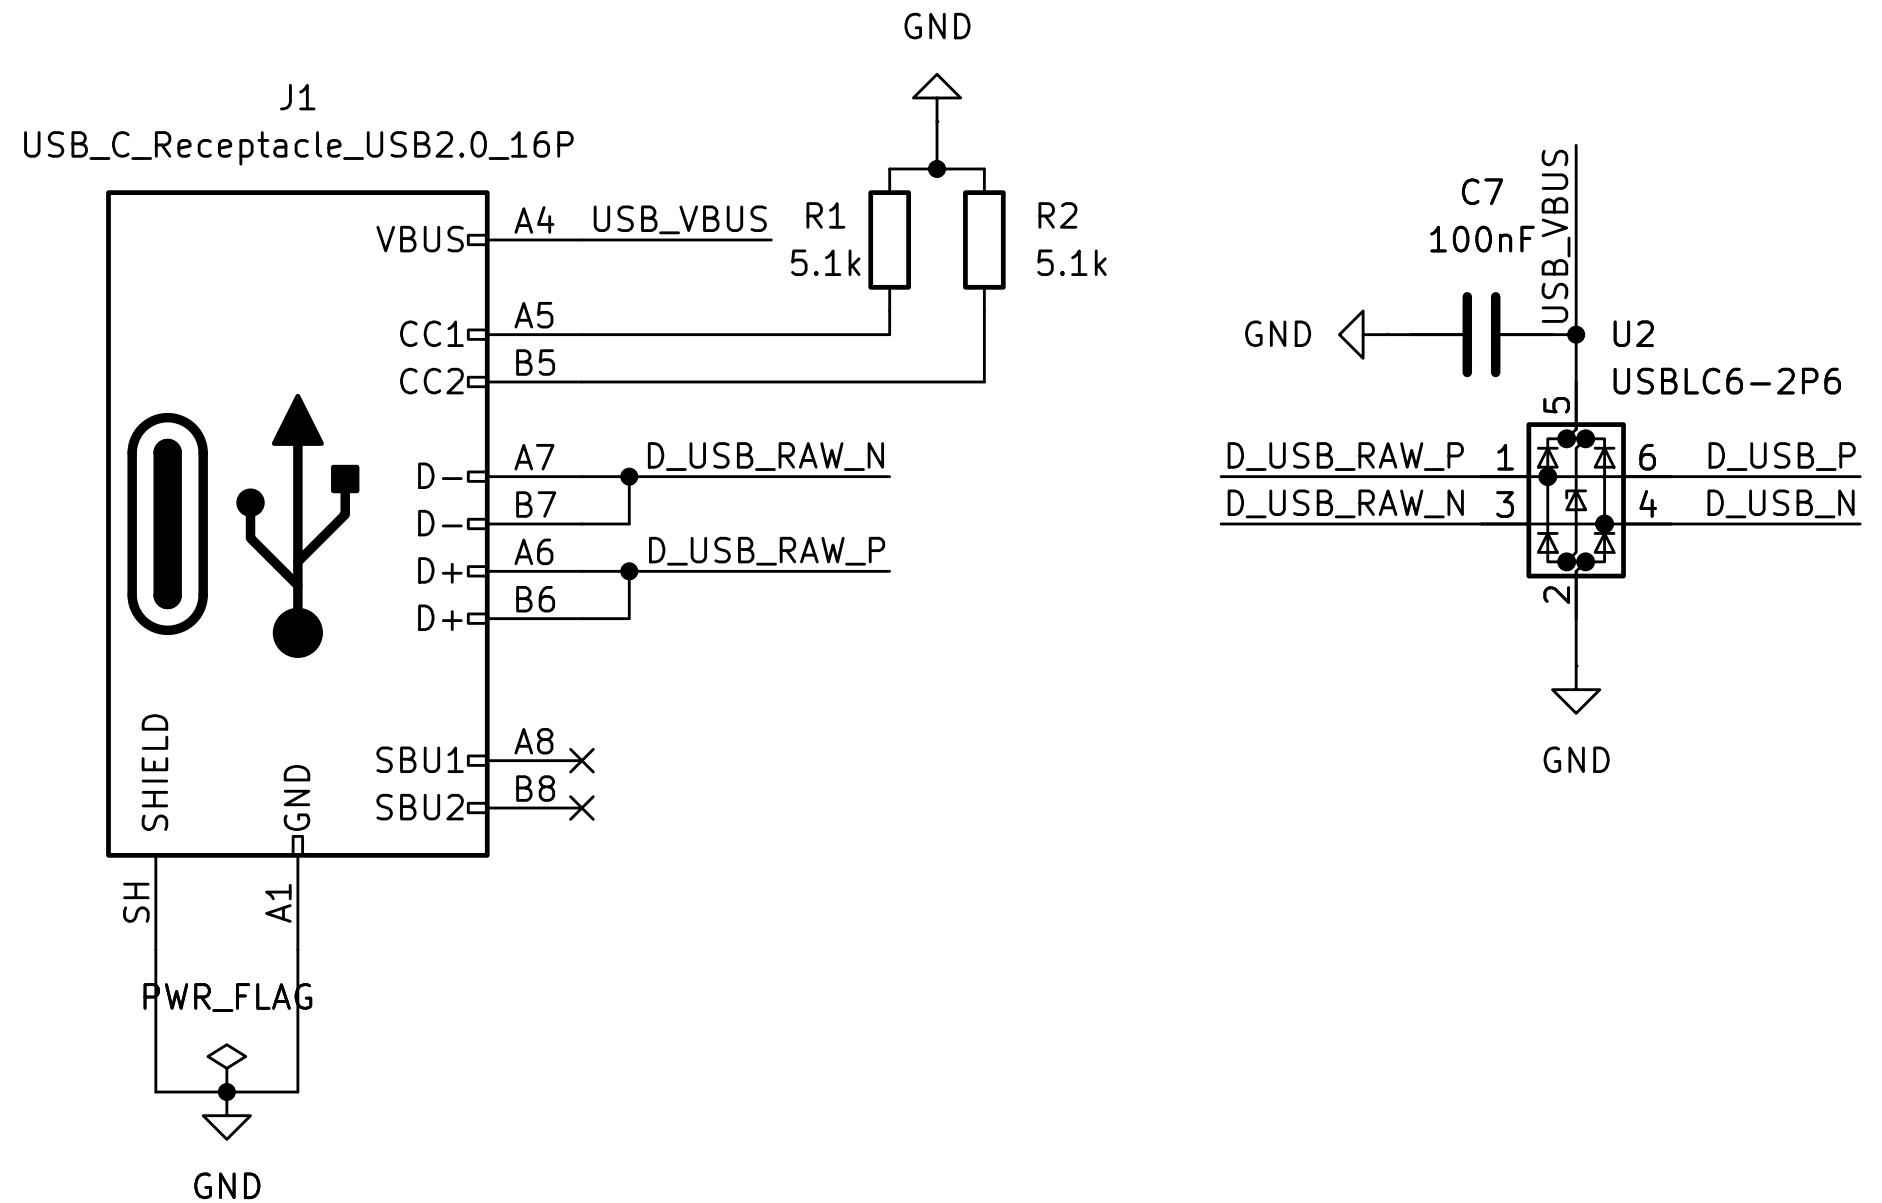 GND
J1
USB_C_Receptacle_USB2.0_16P
VBUS
A4
USB_VBUS
R1
5.1k
R2
5.1k
CC1
A5
CC2
B5
D-
A7
D_USB_RAW_N
D-
B7
D+
A6
D_USB_RAW_P
D+
B6
SBU1
A8
SBU2
B8
SHIELD
GND
SH
A1
PWR_FLAG
GND
C7
100nF
USB_VBUS
GND
U2
USBLC6-2P6
5
D_USB_RAW_P
1
6
D_USB_P
D_USB_RAW_N
3
4
D_USB_N
2
GND